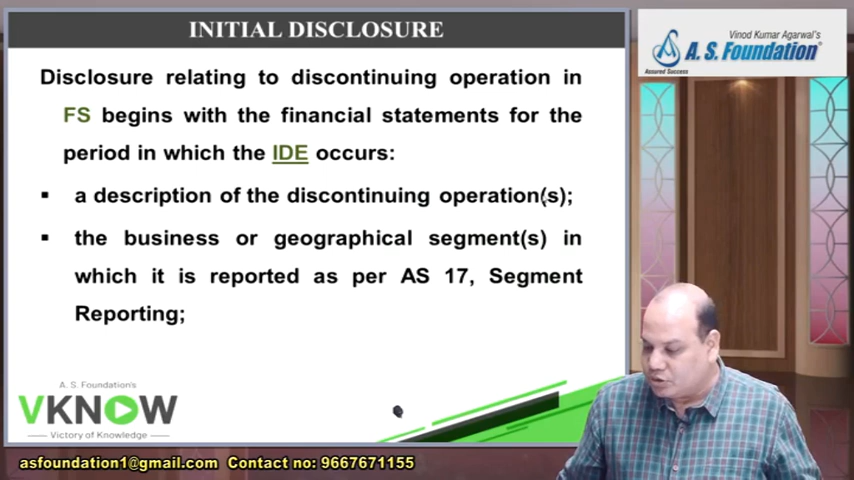 INITIAL DISCLOSURE
Vinod Kumar Agarwal's
A. S. Foundation®
Assured Success
Disclosure relating to discontinuing operation in
FS begins with the financial statements for the
period in which the IDE occurs:
▪ a description of the discontinuing operation(s);
▪ the business or geographical segment(s) in
which it is reported as per AS 17, Segment
Reporting;
A. S. Foundation's
VKNOW
Victory of Knowledge
asfoundation1@gmail.com Contact no: 9667671155